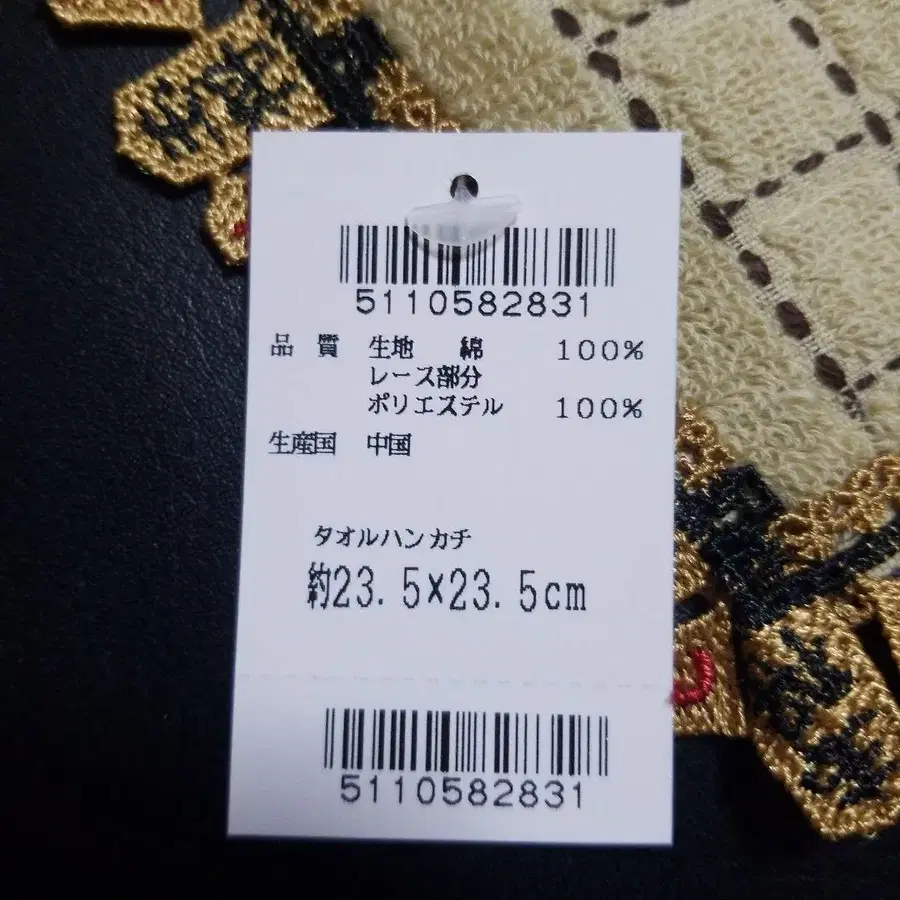 5110582831
品 質 生地 綿 100%
レース部分
ポリエステル 100%
生産国 中国
タオルハンカチ
約23.5×23.5cm
5110582831